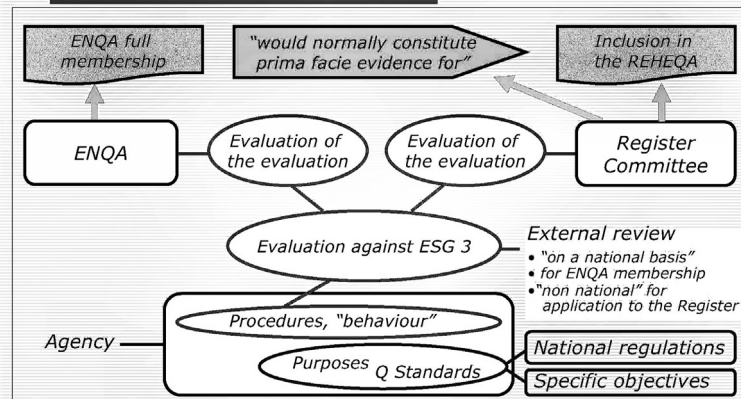 ENQA full
membership
“would normally constitute
prima facie evidence for”
Inclusion in
the REHEQA
ENQA
Evaluation of
the evaluation
Evaluation of
the evaluation
Register
Committee
Evaluation against ESG 3
External review
• “on a national basis”
• for ENQA membership
• “non national” for
application to the Register
Agency
Procedures, “behaviour”
Purposes Q Standards
National regulations
Specific objectives